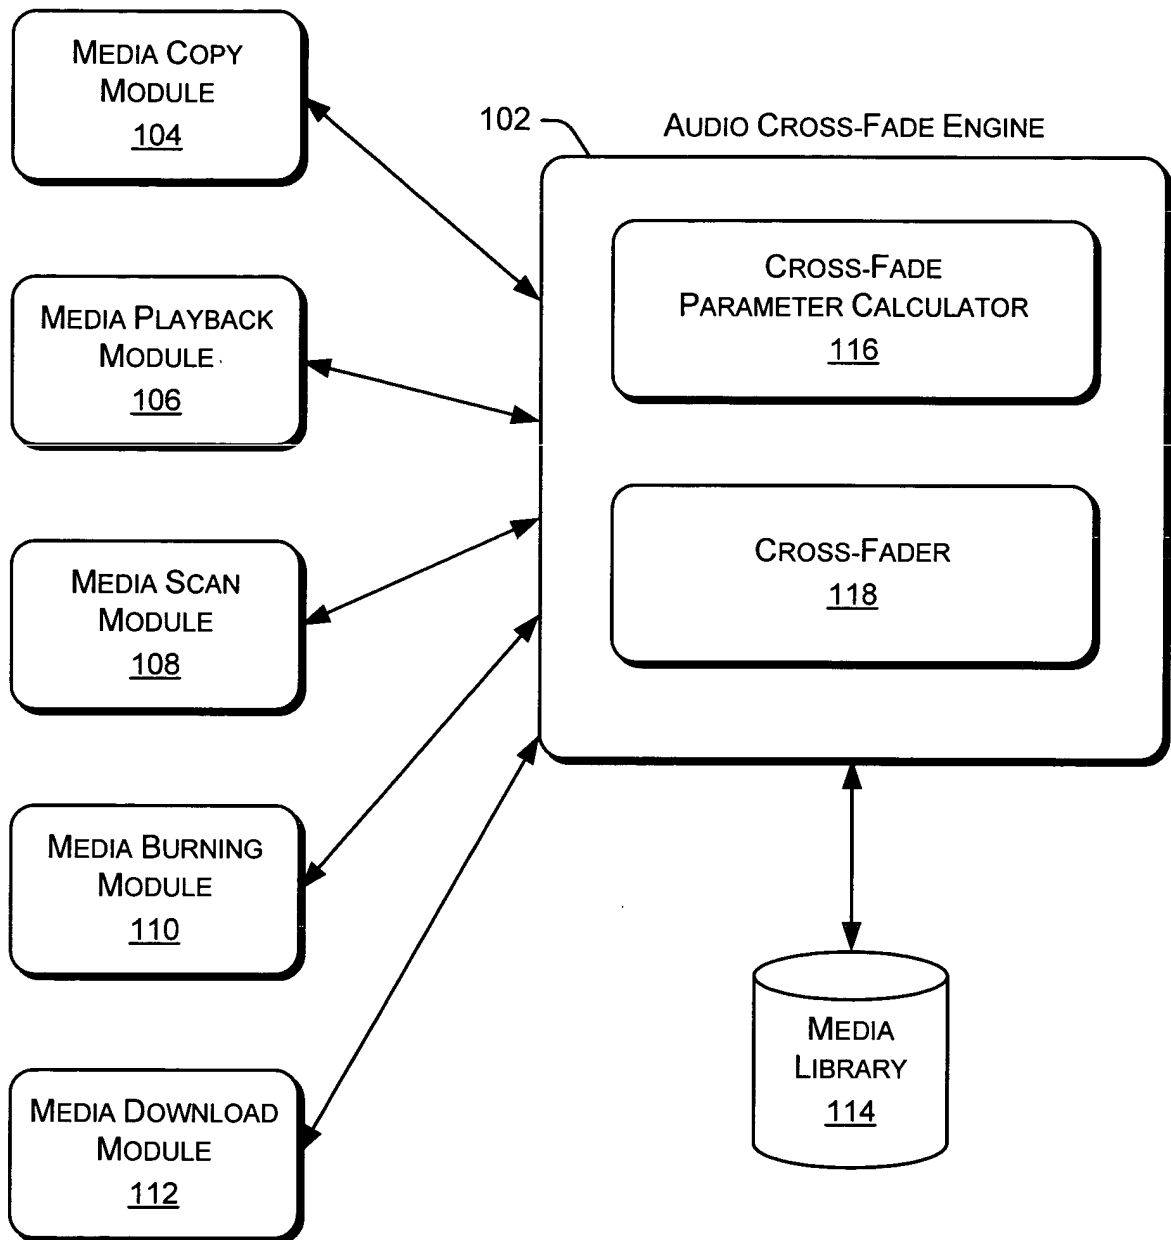 MEDIA COPY
MODULE
104
MEDIA PLAYBACK
MODULE
106
MEDIA SCAN
MODULE
108
MEDIA BURNING
MODULE
110
MEDIA DOWNLOAD
MODULE
112
102
AUDIO CROSS-FADE ENGINE
CROSS-FADE
PARAMETER CALCULATOR
116
CROSS-FADER
118
MEDIA
LIBRARY
114